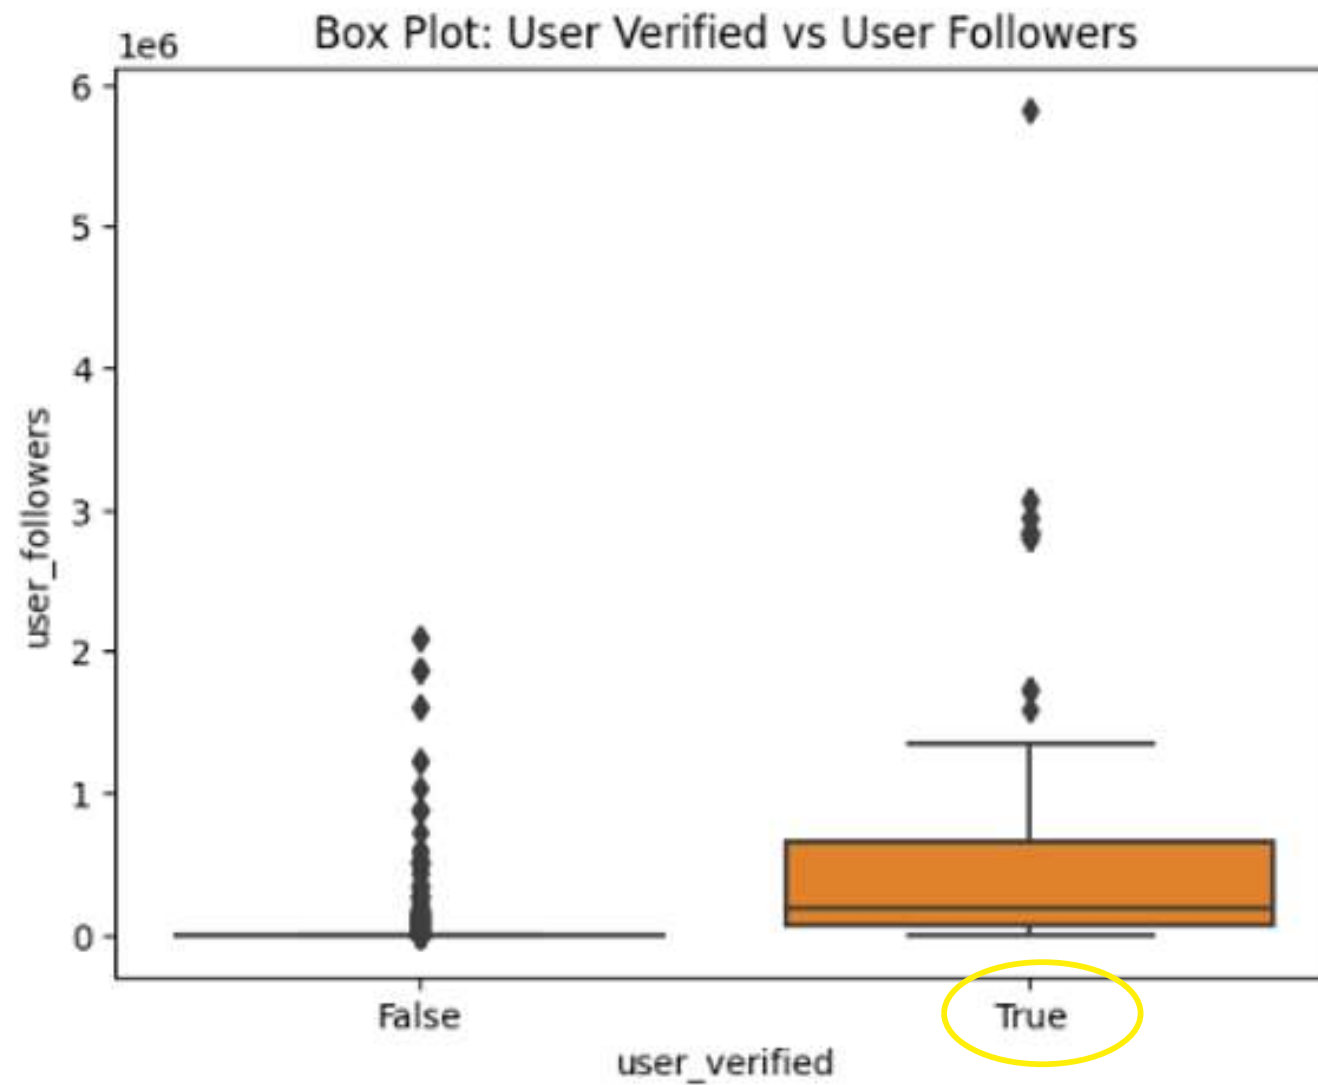 Box Plot: User Verified vs User Followers
1e6
6
5
4
3
2
1
0
user_followers
False
True
user_verified